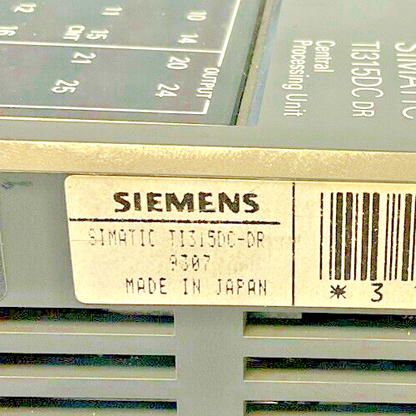 SIEMENS
SIMATIC TI315DC-DR
9307
MADE IN JAPAN
* 3
SIMATIC
TI315DC DR
Central
Processing Unit
OUTPUT
20 24
21 25
10 14
11 15
12 16
CNT